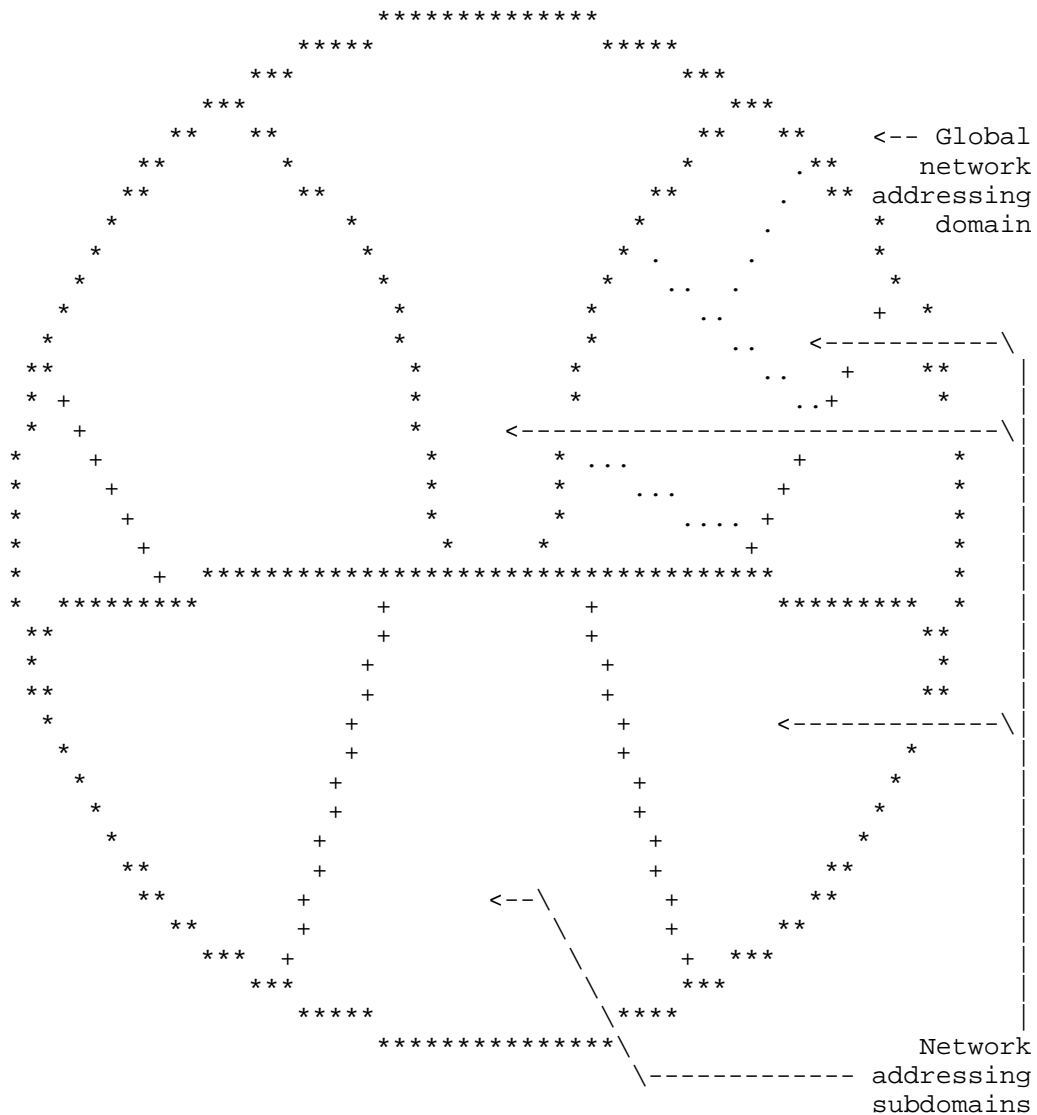 <-- Global
network
addressing
domain
Network
addressing
subdomains